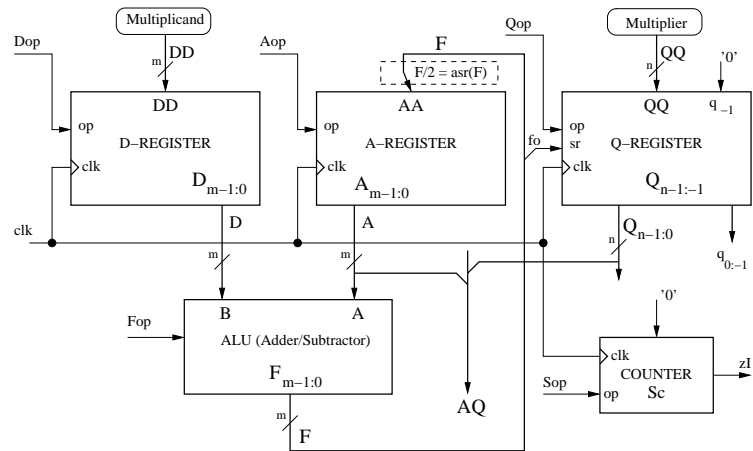 Multiplicand
Multiplier
Dop
Aop
F
Qop
m
DD
F/2 = asr(F)
n
QQ
'0'
DD
op
D–REGISTER
clk
D m–1:0
AA
op
A–REGISTER
clk
A m–1:0
fo
QQ
q –1
op
sr
Q–REGISTER
clk
Q n–1:–1
clk
D
A
n
Q n–1:0
q 0:–1
m
m
Fop
B
A
ALU (Adder/Subtractor)
F m–1:0
m
F
AQ
'0'
clk
COUNTER
Sc
op
Sop
zI